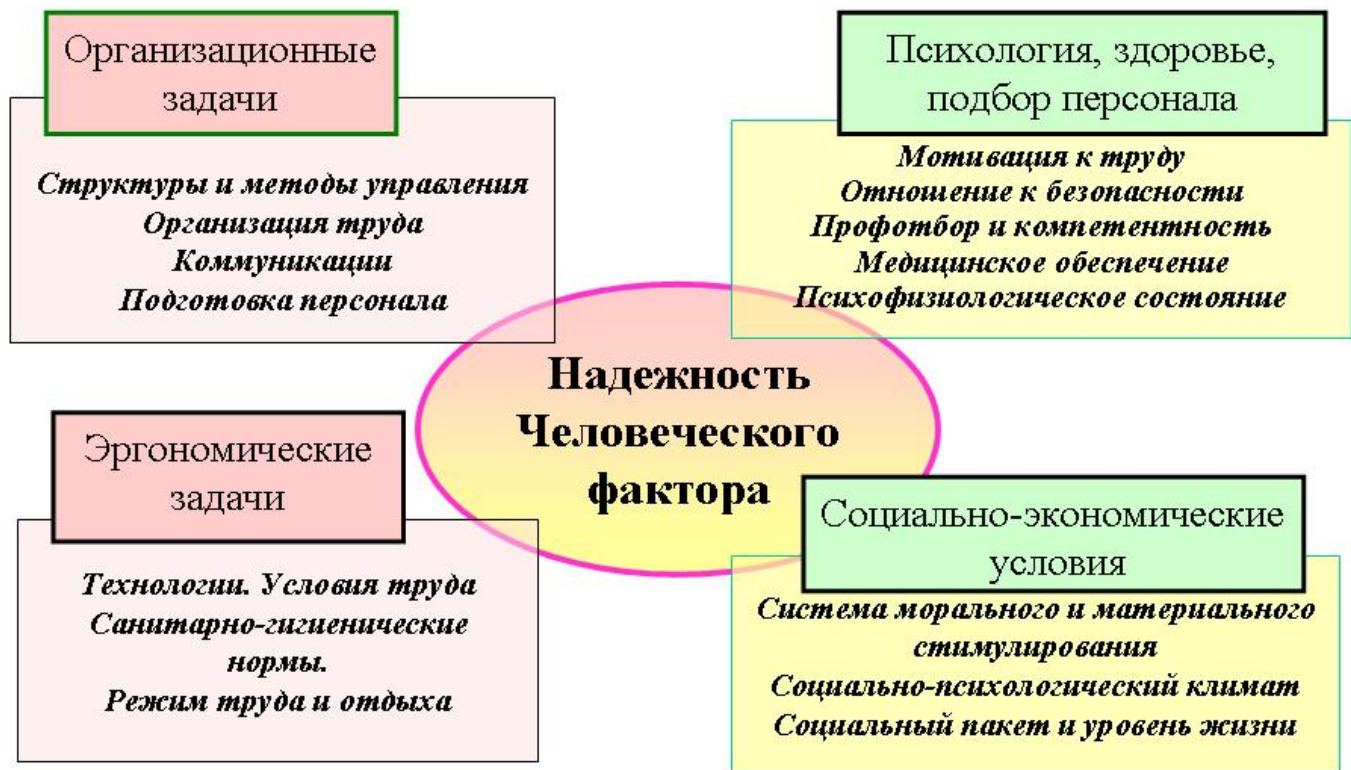 Организационные
задачи
Структуры и методы управления
Организация труда
Коммуникации
Подготовка персонала
Психология, здоровье,
подбор персонала
Мотивация к труду
Отношение к безопасности
Профотбор и компетентность
Медицинское обеспечение
Психофизиологическое состояние
Надежность
Человеческого
фактора
Эргономические
задачи
Технологии. Условия труда
Санитарно-гигиенические
нормы.
Режим труда и отдыха
Социально-экономические
условия
Система морального и материального
стимулирования
Социально-психологический климат
Социальный пакет и уровень жизни